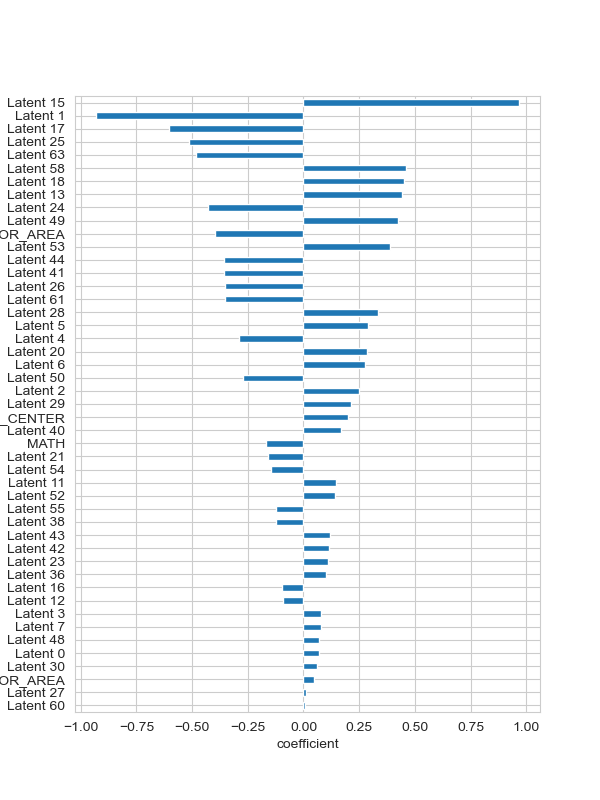 Latent 15
Latent 1
Latent 17
Latent 25
Latent 63
Latent 58
Latent 18
Latent 13
Latent 24
Latent 49
OR_AREA
Latent 53
Latent 44
Latent 41
Latent 26
Latent 61
Latent 28
Latent 5
Latent 4
Latent 20
Latent 6
Latent 50
Latent 2
Latent 29
_CENTER
Latent 40
MATH
Latent 21
Latent 54
Latent 11
Latent 52
Latent 55
Latent 38
Latent 43
Latent 42
Latent 23
Latent 36
Latent 16
Latent 12
Latent 3
Latent 7
Latent 48
Latent 0
Latent 30
OR_AREA
Latent 27
Latent 60
−1.00 −0.75 −0.50 −0.25 0.00 0.25 0.50 0.75 1.00
coefficient